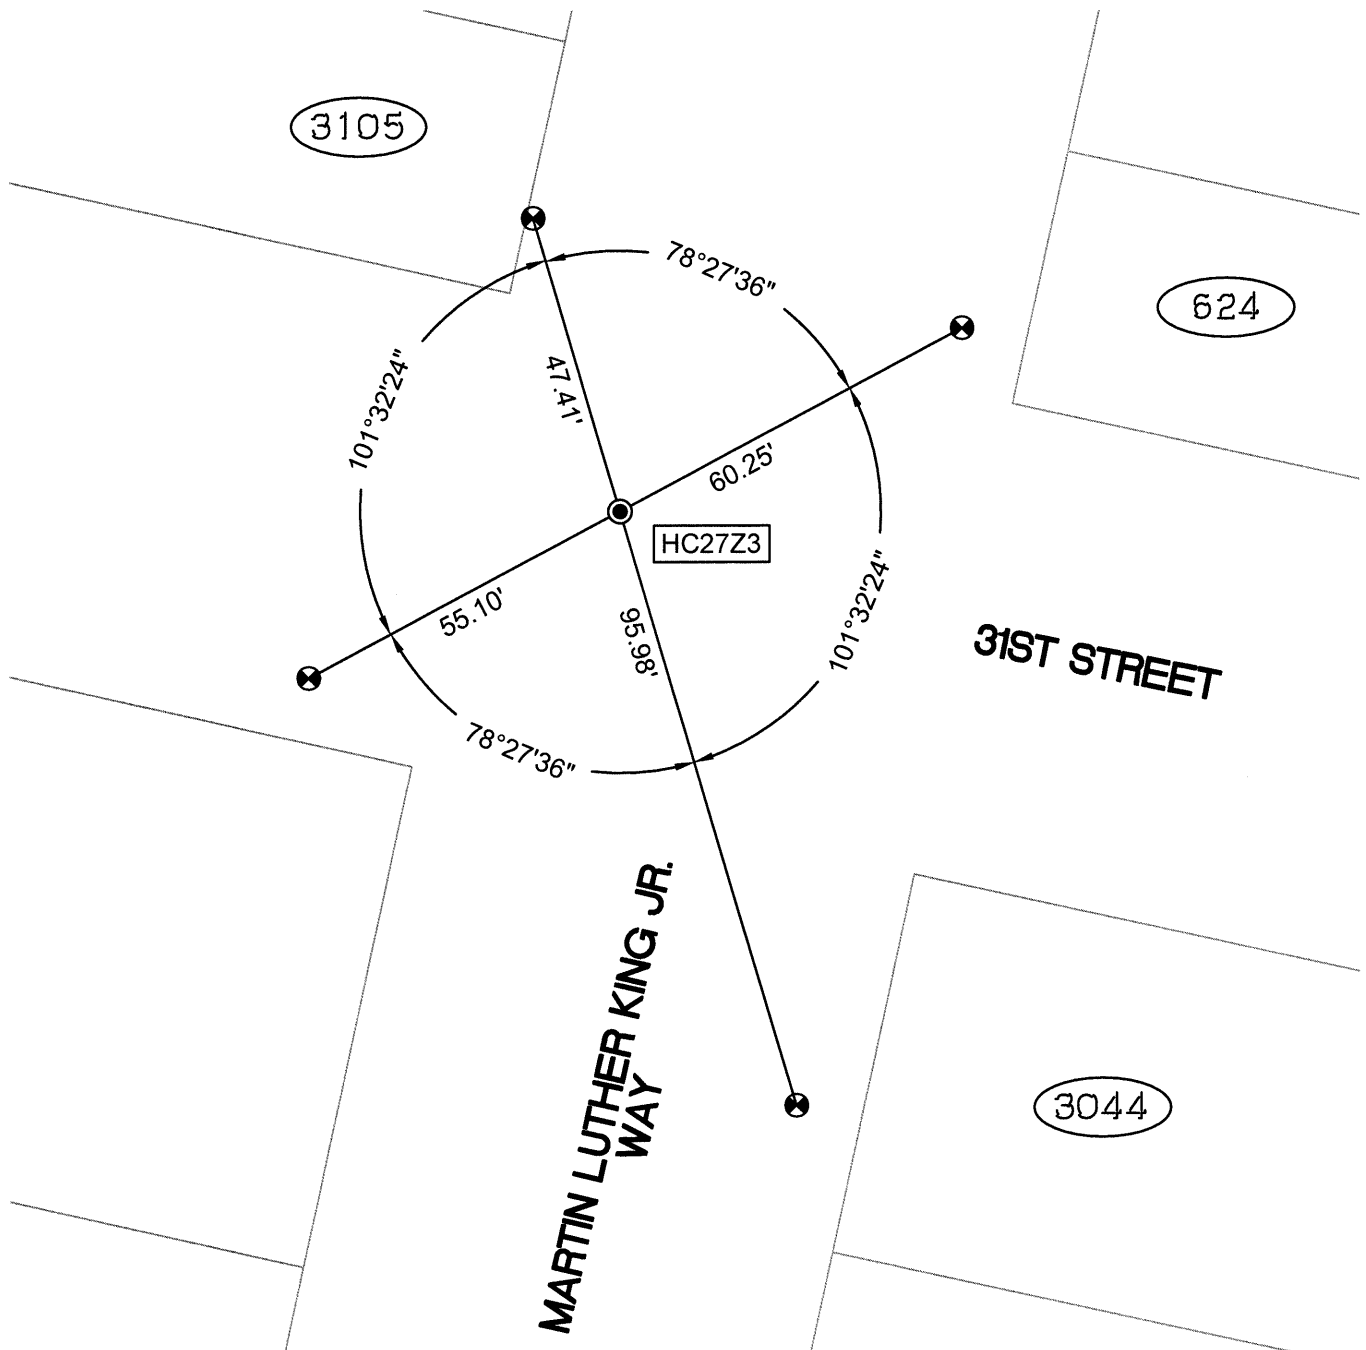 3105
78°27'36"
624
101°32'24"
47.41'
60.25'
HC27Z3
55.10'
95.98'
101°32'24"
31ST STREET
78°27'36"
MARTIN LUTHER KING JR.
WAY
3044